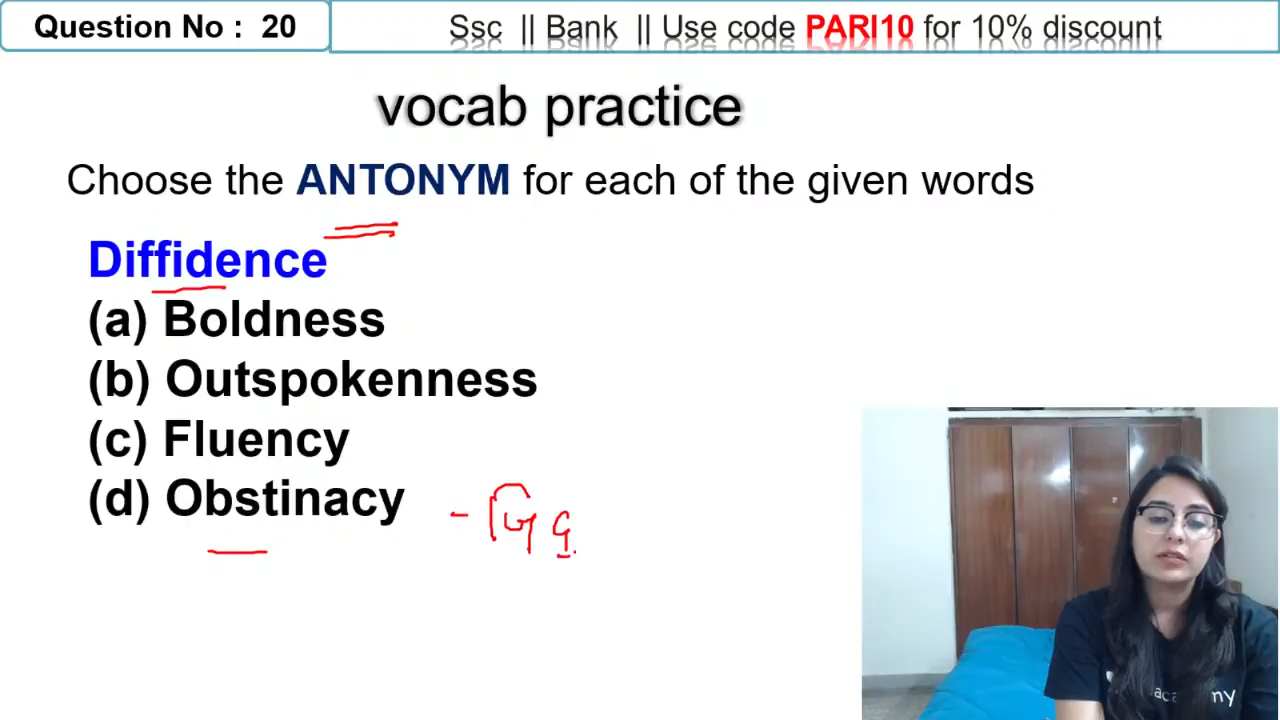 Question No : 20
Ssc || Bank || Use code PARI10 for 10% discount
vocab practice
Choose the ANTONYM for each of the given words
Diffidence
(a) Boldness
(b) Outspokenness
(c) Fluency
(d) Obstinacy - जिद्द